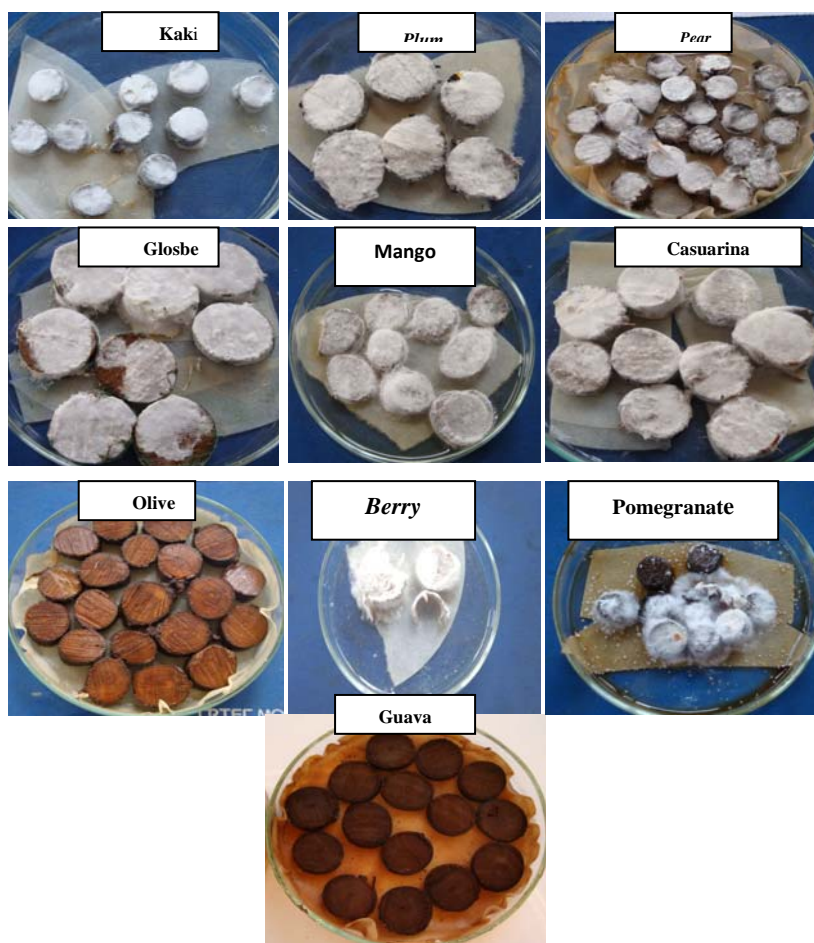 Kaki
Plum
Pear
Glosbe
Mango
Casuarina
Olive
Berry
Pomegranate
Guava